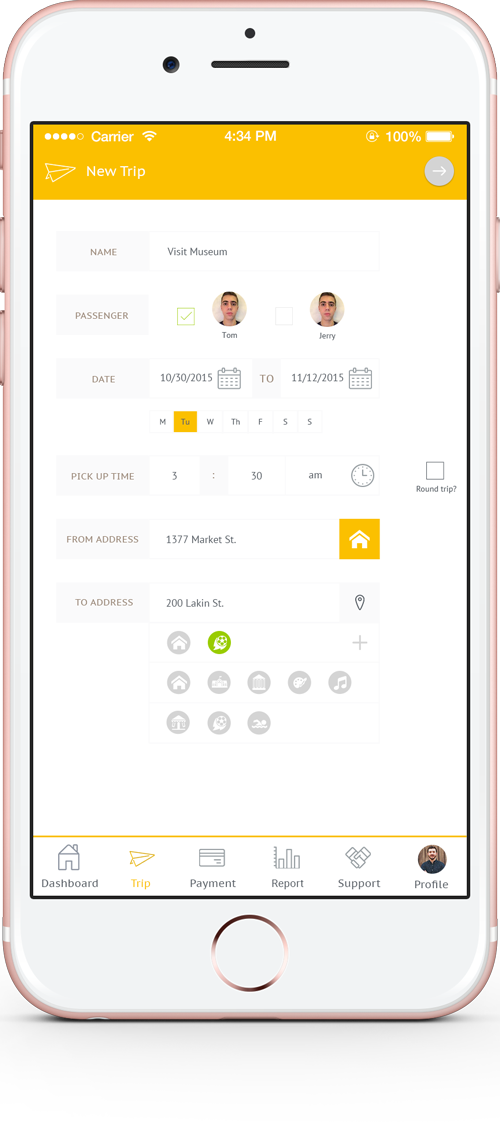 Carrier 4:34 PM 100%
New Trip
NAME Visit Museum
PASSENGER Tom Jerry
DATE 10/30/2015 TO 11/12/2015
M Tu W Th F S S
PICK UP TIME 3 : 30 am
Round trip?
FROM ADDRESS 1377 Market St.
TO ADDRESS 200 Lakin St.
Dashboard Trip Payment Report Support Profile